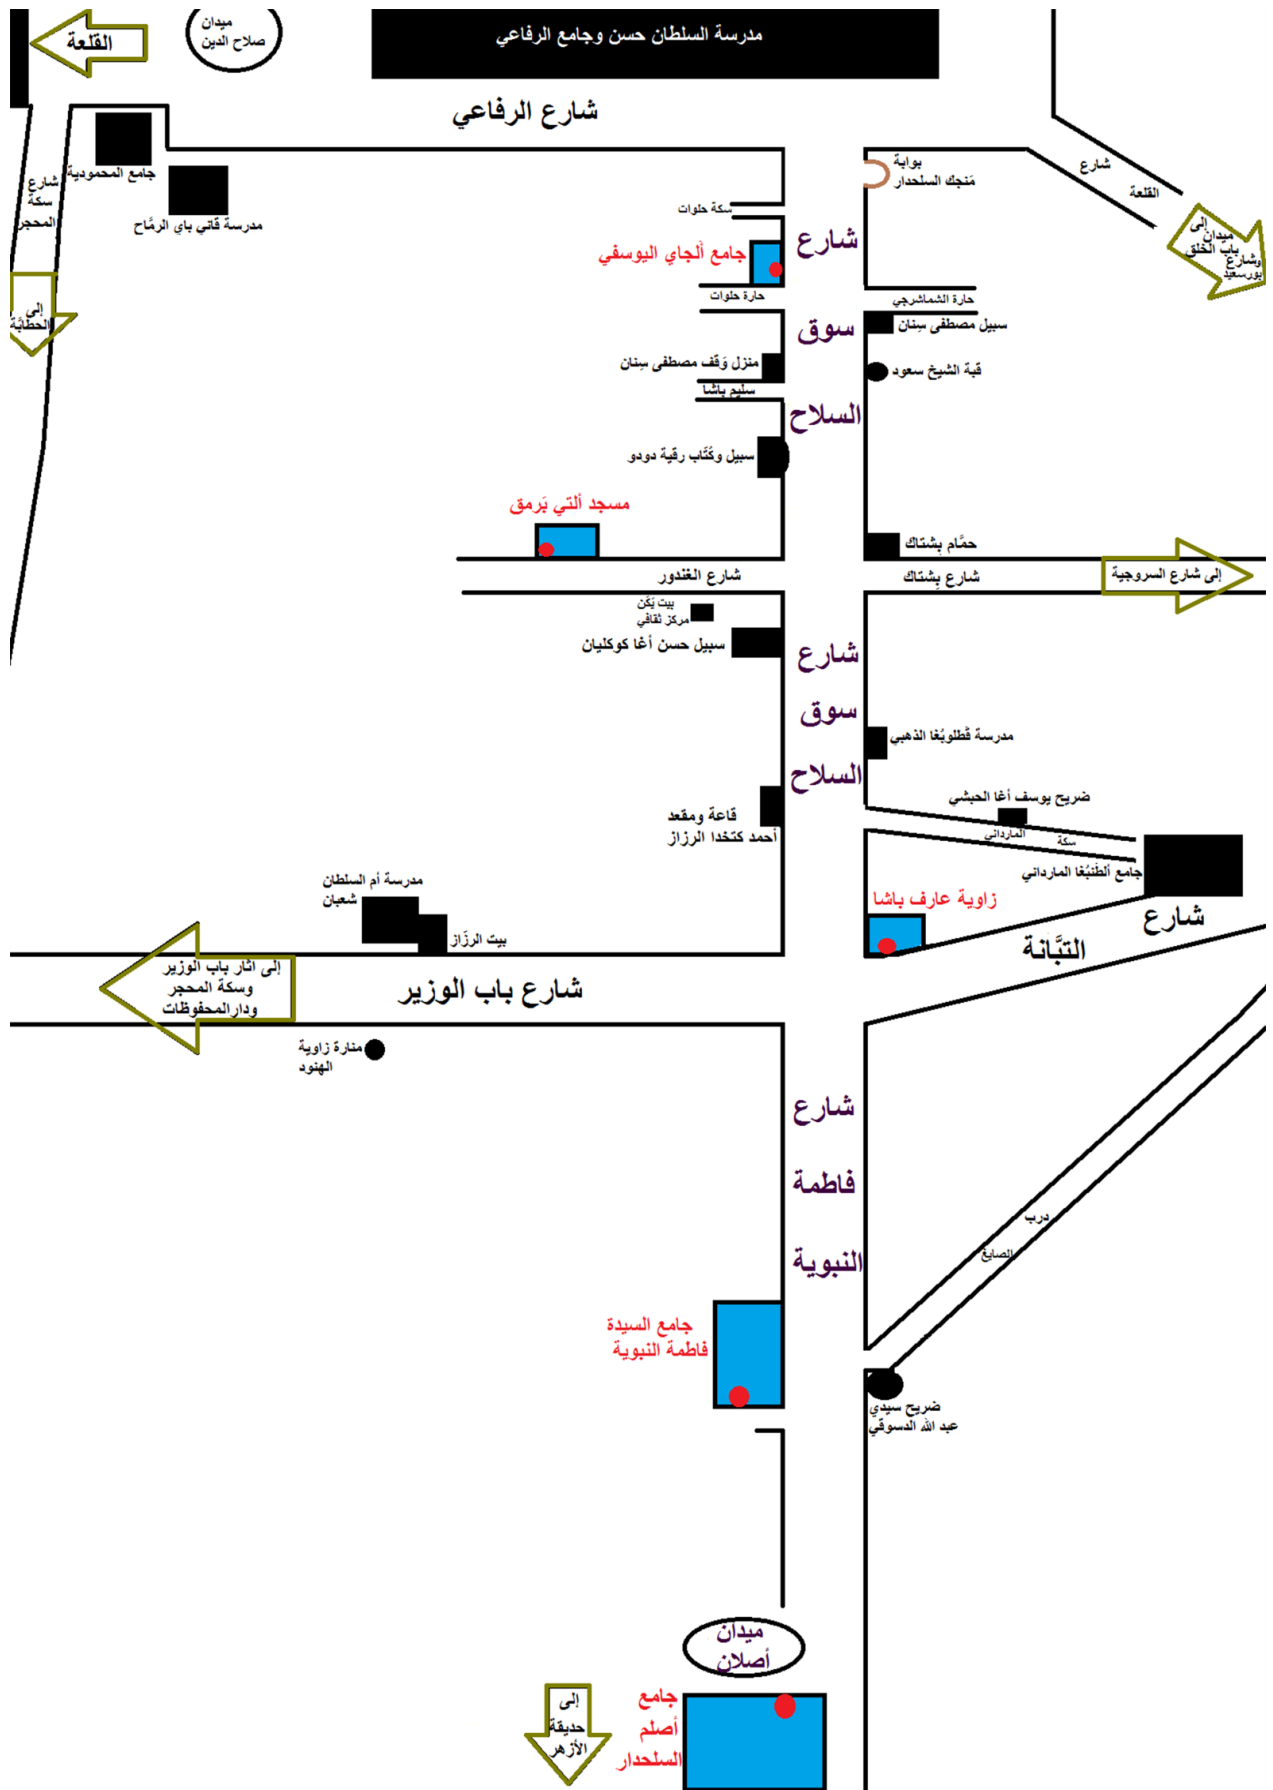 القلعة
ميدان
صلاح الدين
مدرسة السلطان حسن وجامع الرفاعي
شارع الرفاعي
جامع المحمودية
مدرسة قاني باي الرمَّاح
شارع
سكة
المحجر
إلى
الحطابَّة
بوابة
مَنجك السلحدار
شارع
القلعة
إلى
ميدان
باب الخلق
وشارع
بورسعيد
سكة حلوات
جامع ألجاي اليوسفي
حارة حلوات
حارة الشماشرجي
شارع
سوق
السلاح
سبيل مصطفى سِنان
منزل وَقف مصطفى سِنان
قبة الشيخ سعود
سليم باشا
سبيل وكُتَّاب رقية دودو
مسجد ألتي بَرمق
حمَّام بِشتاك
شارع الغندور
شارع بِشتاك
إلى شارع السروجية
بيت يَكَن
مركز ثقافي
سبيل حسن أغا كوكليان
شارع
سوق
السلاح
مدرسة قُطلوبُغا الذهبي
ضريح يوسف أغا الحبشي
سكة
المارداني
قاعة ومقعد
أحمد كتخدا الرزاز
جامع ألطُنبُغا المارداني
مدرسة أم السلطان
شعبان
بيت الرزَّاز
زاوية عارف باشا
شارع
التبَّانة
إلى آثار باب الوزير
وسكة المحجر
ودارالمحفوظات
شارع باب الوزير
منارة زاوية
الهنود
شارع
فاطمة
النبوية
درب
الصايغ
جامع السيدة
فاطمة النبوية
ضريح سيدي
عبد الله الدسوقي
ميدان
أصلان
إلى
حديقة
الأزهر
جامع
أصلم
السلحدار